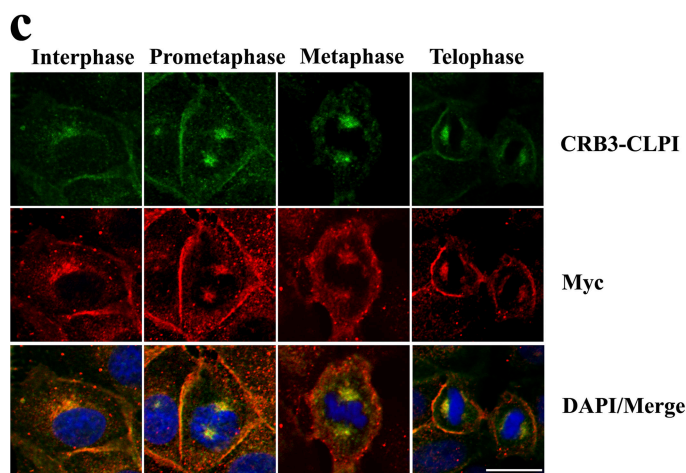 c
Interphase Prometaphase Metaphase Telophase
CRB3-CLPI
Myc
DAPI/Merge